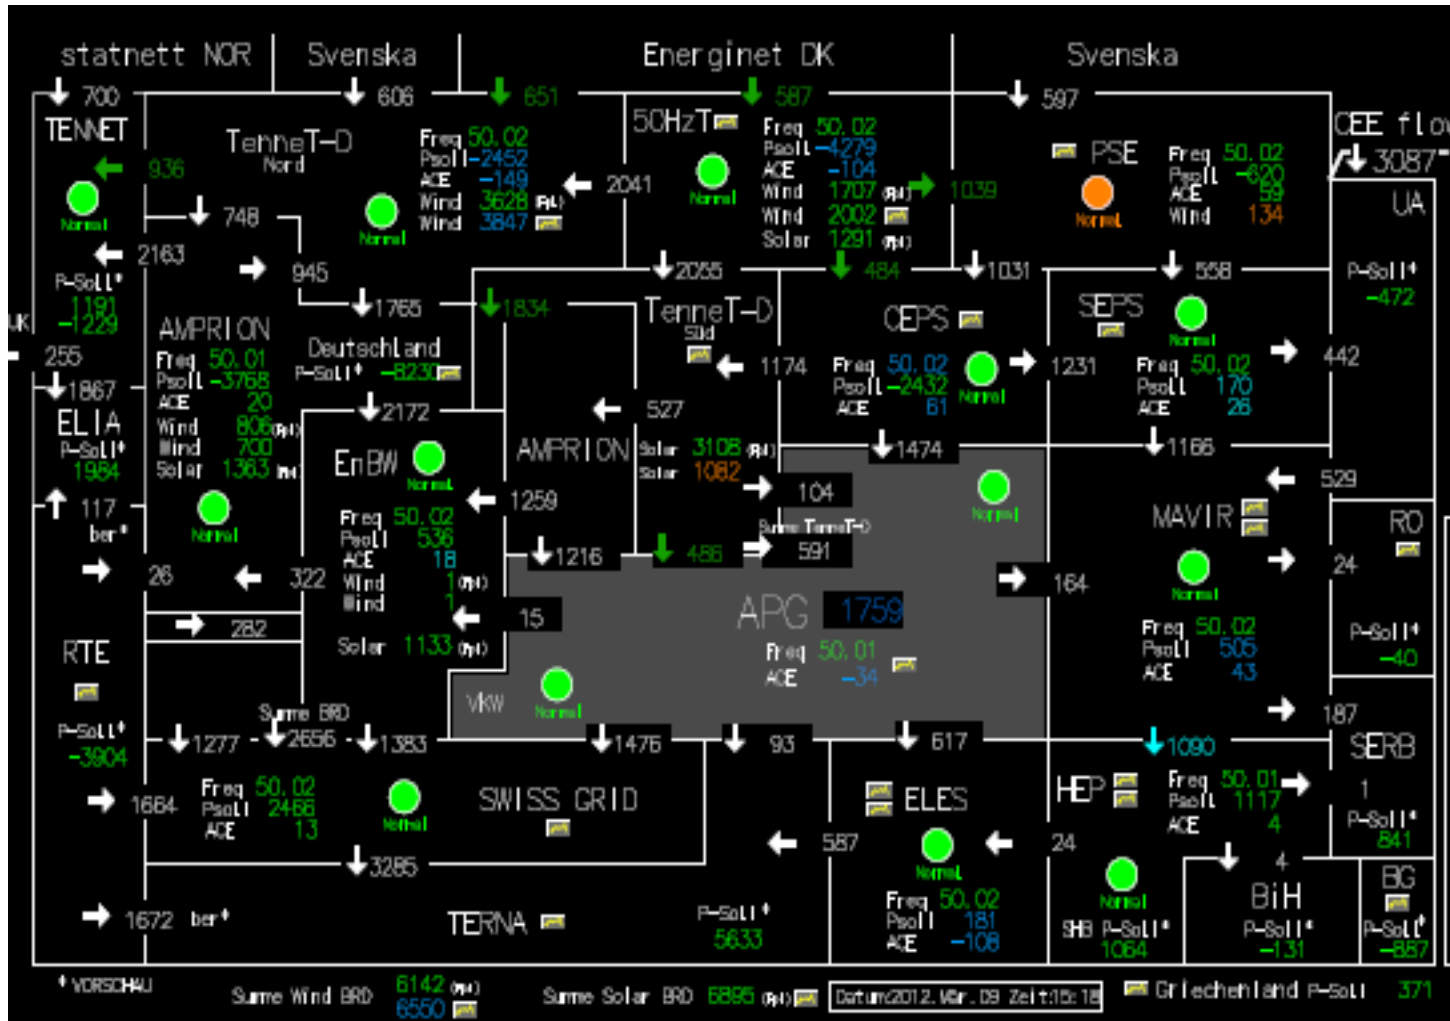 statnett NOR
Svenska
Energinet DK
Svenska
700
606
651
587
597
TENNET
TenneT-D
Nord
Freq 50.02
Psoll -2452
ACE -149
Wind 3628
Wind 3847
50HzT
Freq 50.02
Psoll -4279
ACE -104
Wind 1707
Wind 2002
Solar 1291
PSE
Freq 50.02
Psoll -620
ACE 59
Wind 134
CEE flow
3087
UA
936
Normal
Normal
2041
1039
Normal
748
2163
945
2055
484
1031
558
P-Soll*
1191
-1229
P-Soll*
-472
1765
1834
TenneT-D
Süd
CEPS
SEPS
Normal
UK
255
AMPRION
Freq 50.01
Psoll -3768
ACE 20
Wind 806
Wind 700
Solar 1363
Normal
Deutschland
P-Soll* -8230
1174
Freq 50.02
Psoll -2432
ACE 61
Normal
1231
Freq 50.02
Psoll 170
ACE 26
442
1867
2172
527
ELIA
P-Soll*
1984
117
ber*
EnBW
Normal
AMPRION
Solar 3108
Solar 1082
1474
1166
529
1259
104
Normal
MAVIR
RO
Freq 50.02
Psoll 536
ACE 18
Wind 1
Wind 1
Solar 1133
1216
486
Summe TenneT-D
591
26
322
164
Normal
24
282
15
APG 1759
Freq 50.01
ACE -34
Freq 50.02
Psoll 505
ACE 43
P-Soll*
-40
RTE
P-Soll*
-3904
vkw
Normal
187
Summe BRD
1277
2656
1383
1476
93
617
1090
SERB
1
P-Soll*
841
1664
Freq 50.02
Psoll 2466
ACE 13
Normal
SWISS GRID
ELES
HEP
Freq 50.01
Psoll 1117
ACE 4
587
Normal
24
3285
4
Freq 50.02
Psoll 181
ACE -108
Normal
SHB P-Soll*
1064
BiH
P-Soll*
-131
BG
P-Soll*
-887
1672 ber*
TERNA
P-Soll*
5633
* VORSCHAU
Summe Wind BRD 6142
6550
Summe Solar BRD 6895
Datum:2012.Mär.09 Zeit:15:18
Griechenland P-Soll 371